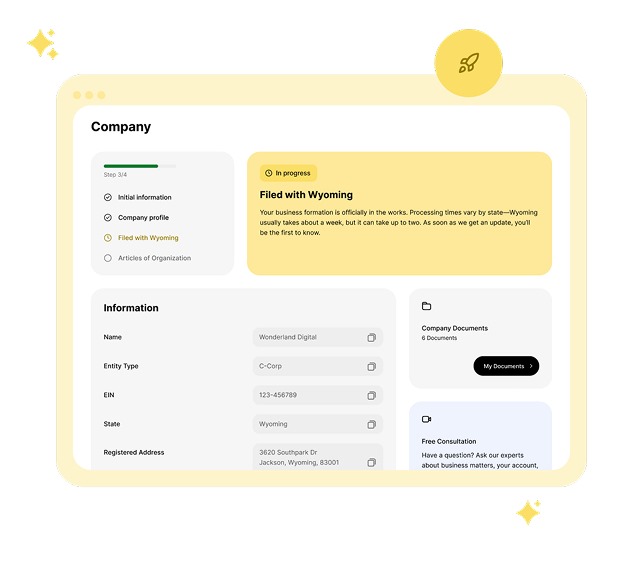 Company
Step 3/4
Initial information
Company profile
Filed with Wyoming
Articles of Organization
In progress
Filed with Wyoming
Your business formation is officially in the works. Processing times vary by state—Wyoming
usually takes about a week, but it can take up to two. As soon as we get an update, you'll
be the first to know.
Information
Name
Wonderland Digital
Entity Type
C-Corp
EIN
123-456789
State
Wyoming
Registered Address
3620 Southpark Dr
Jackson, Wyoming, 83001
Company Documents
6 Documents
My Documents
Free Consultation
Have a question? Ask our experts
about business matters, your account,